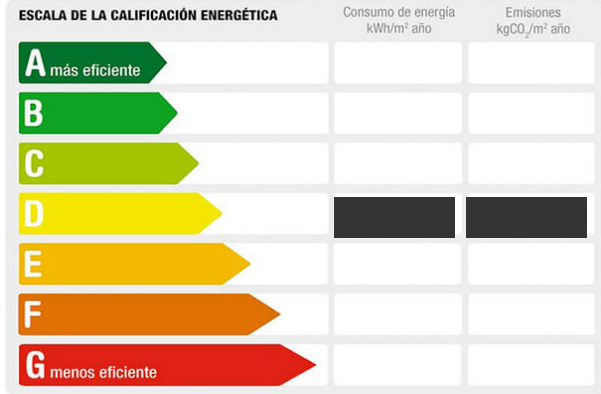 ESCALA DE LA CALIFICACIÓN ENERGÉTICA
Consumo de energía
kWh/m² año
Emisiones
kgCO₂/m² año
A más eficiente
B
C
D
E
F
G menos eficiente